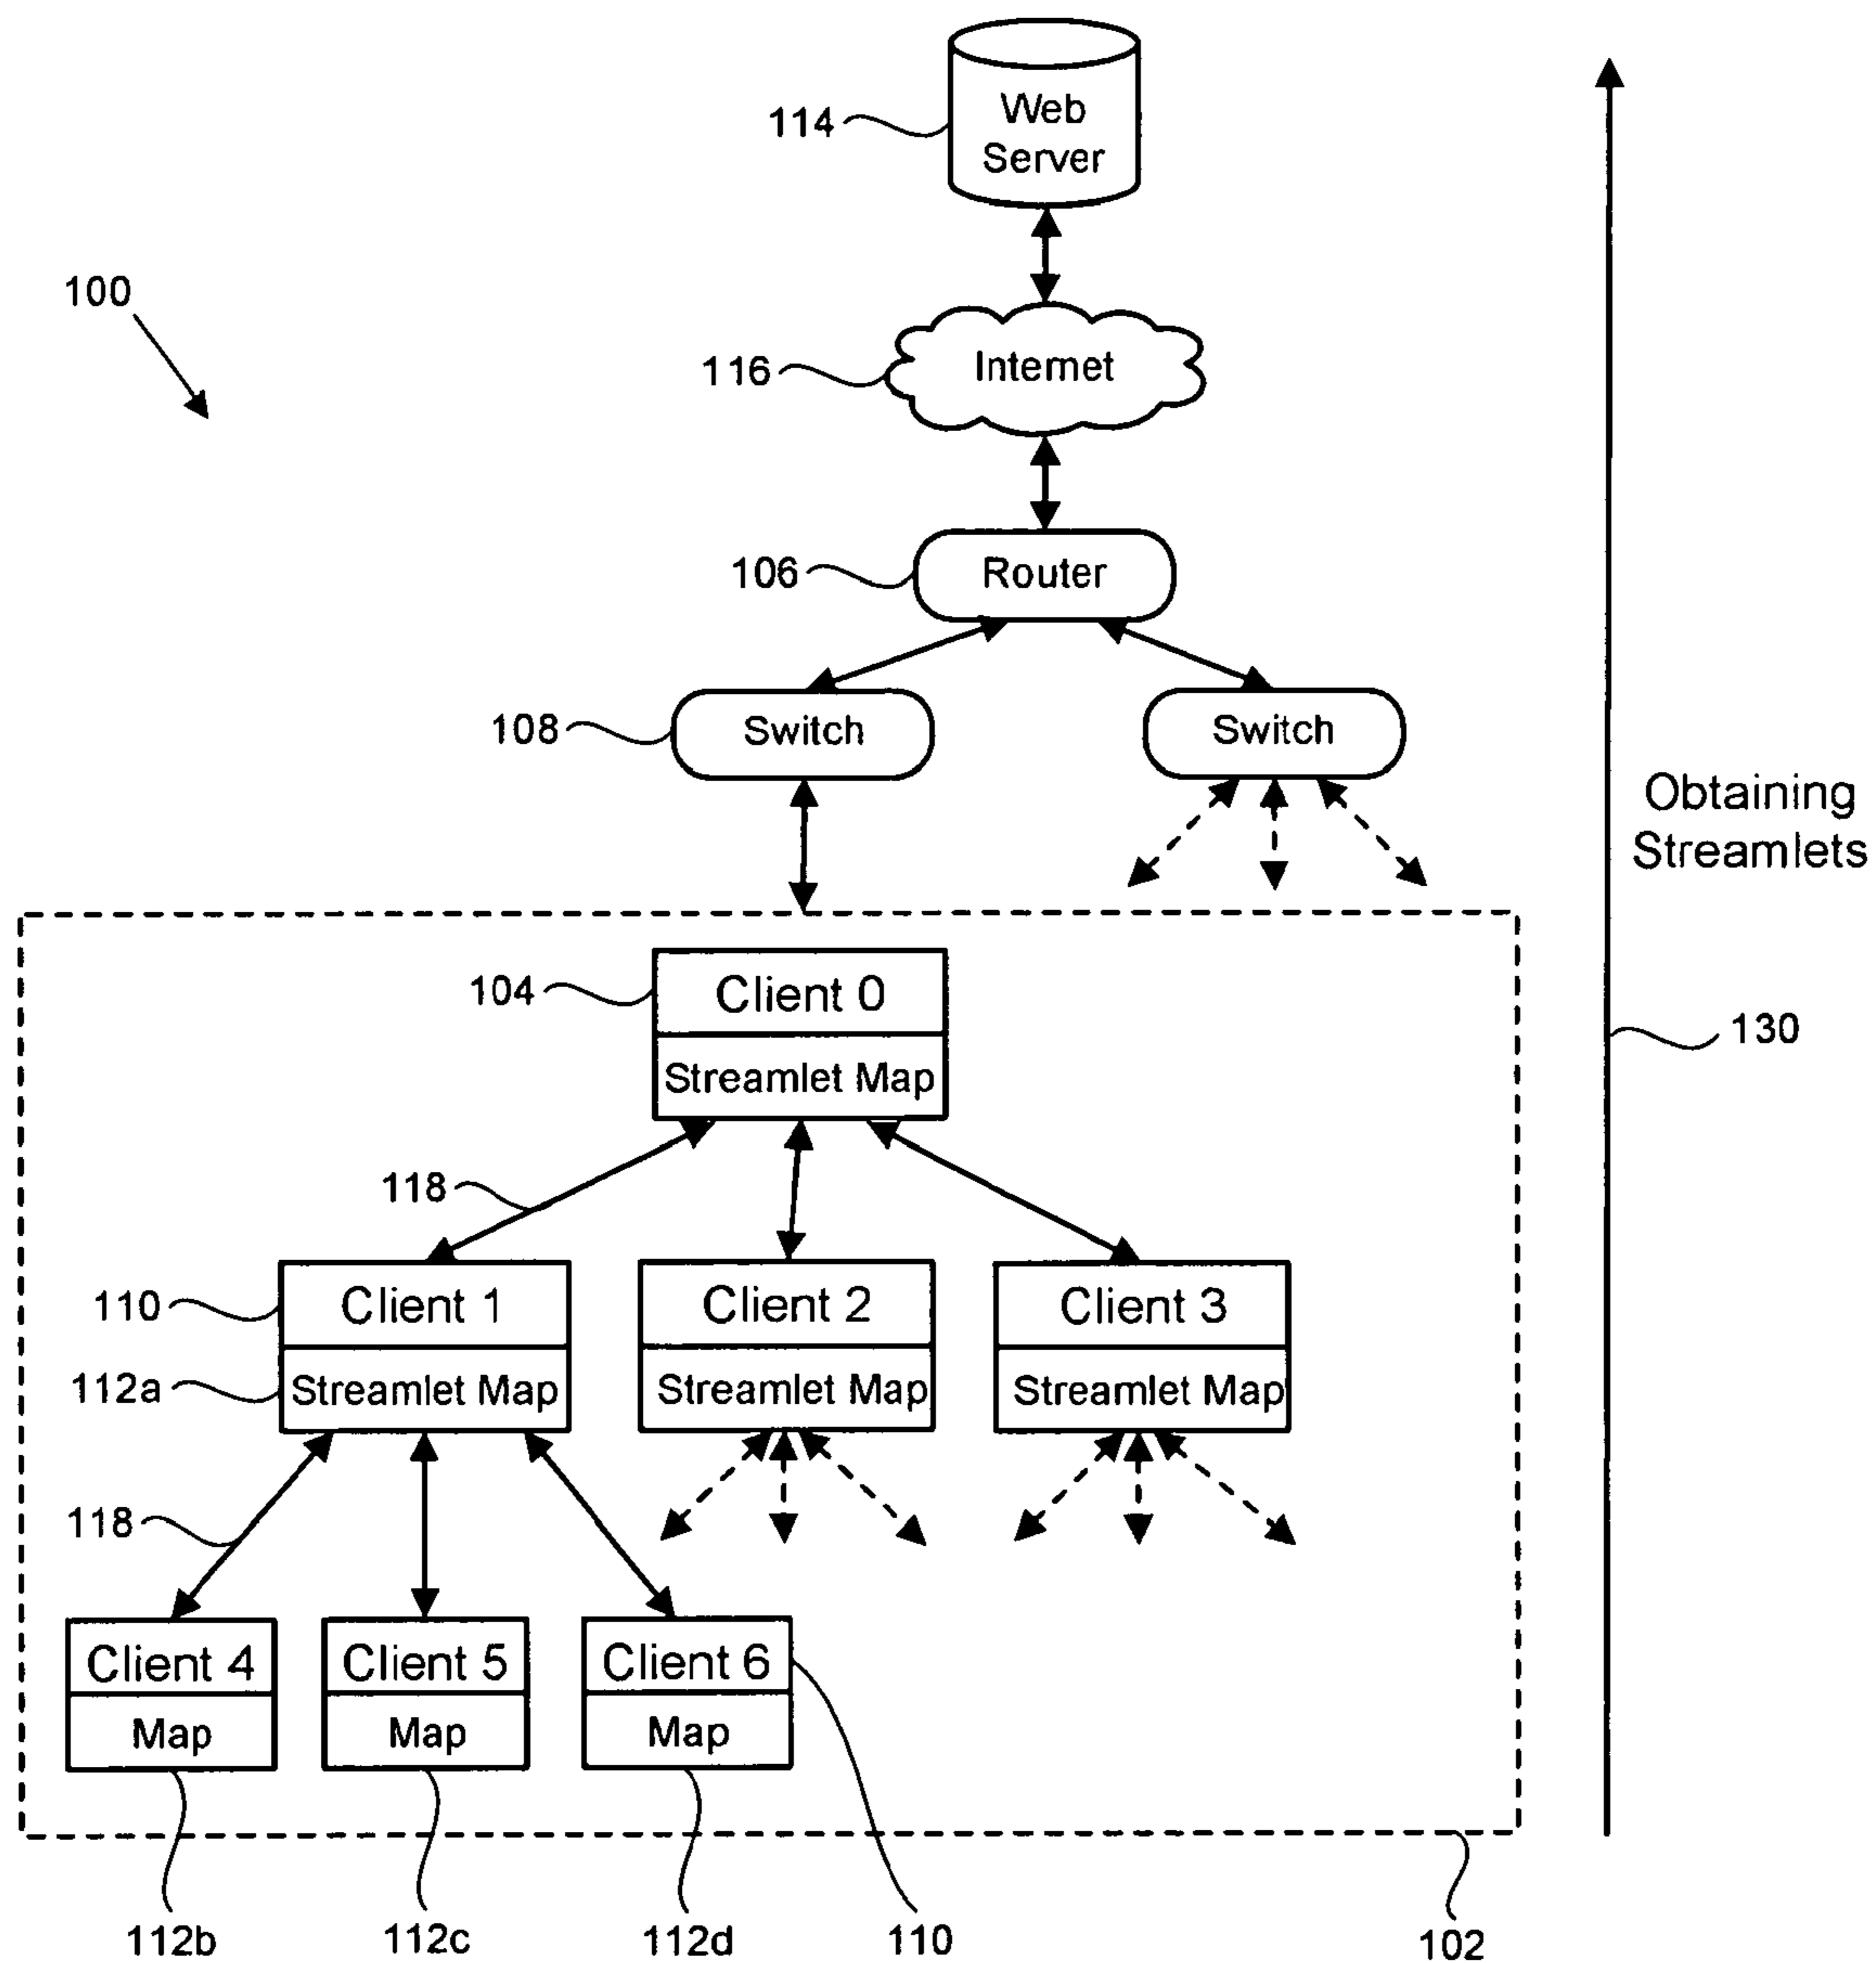 Web
Server
114
100
116
Internet
106
Router
108
Switch
Switch
Obtaining
Streamlets
104
Client 0
Streamlet Map
130
118
110
Client 1
Client 2
Client 3
112a
Streamlet Map
Streamlet Map
Streamlet Map
118
Client 4
Client 5
Client 6
Map
Map
Map
112b
112c
112d
110
102